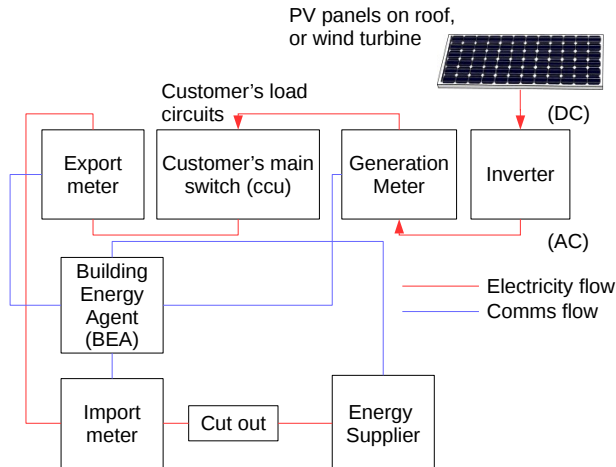 PV panels on roof,
or wind turbine
Customer’s load
circuits
(DC)
Export
meter
Customer’s main
switch (ccu)
Generation
Meter
Inverter
(AC)
Building
Energy
Agent
(BEA)
Electricity flow
Comms flow
Import
meter
Cut out
Energy
Supplier